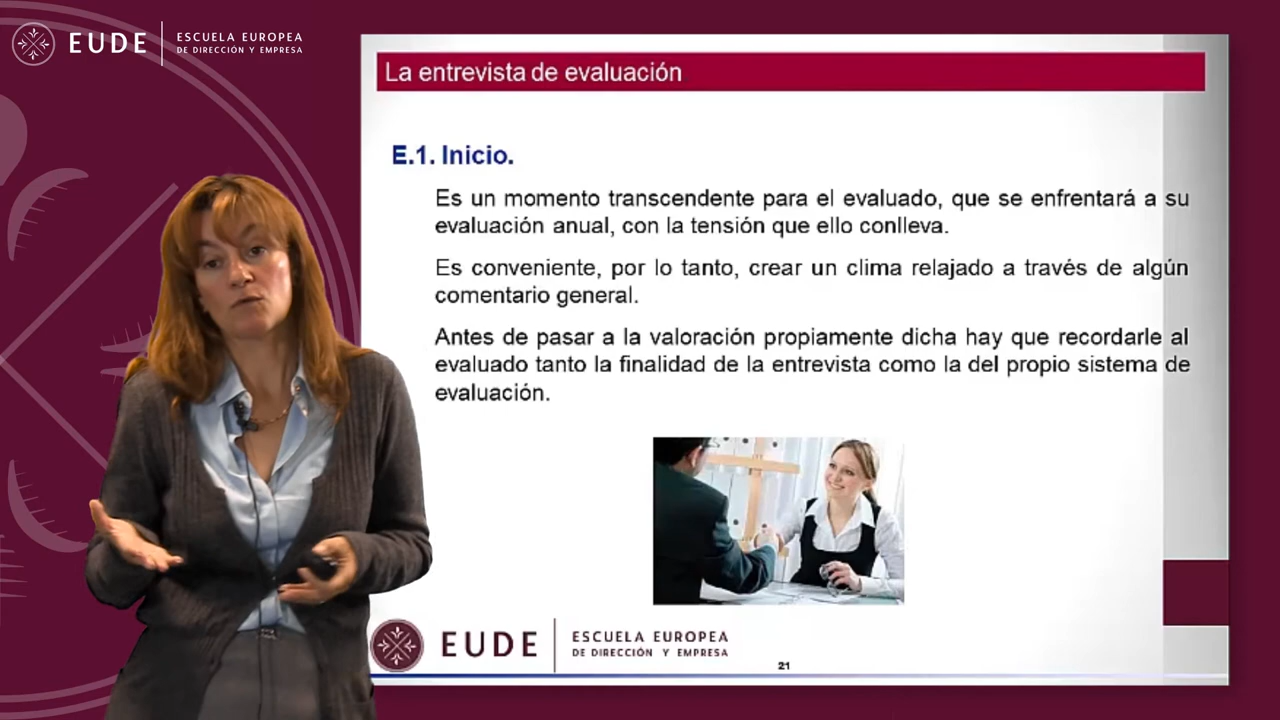 EUDE
ESCUELA EUROPEA
DE DIRECCIÓN Y EMPRESA
La entrevista de evaluación
E.1. Inicio.
Es un momento transcendente para el evaluado, que se enfrentará a su
evaluación anual, con la tensión que ello conlleva.
Es conveniente, por lo tanto, crear un clima relajado a través de algún
comentario general.
Antes de pasar a la valoración propiamente dicha hay que recordarle al
evaluado tanto la finalidad de la entrevista como la del propio sistema de
evaluación.
EUDE
ESCUELA EUROPEA
DE DIRECCIÓN Y EMPRESA
21